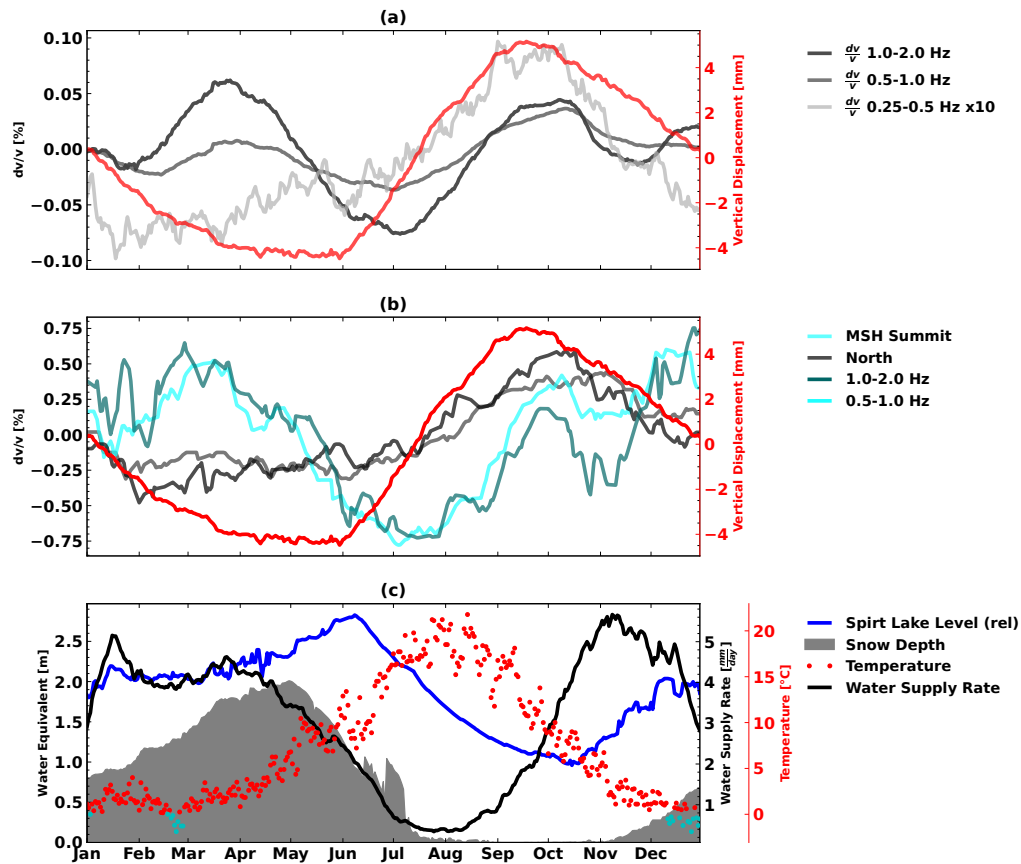 (a)
0.10
0.05
0.00
−0.05
−0.10
dv/v [%]
4
2
0
−2
−4
Vertical Displacement [mm]
dv/v 1.0-2.0 Hz
dv/v 0.5-1.0 Hz
dv/v 0.25-0.5 Hz x10
(b)
0.75
0.50
0.25
0.00
−0.25
−0.50
−0.75
dv/v [%]
4
2
0
−2
−4
Vertical Displacement [mm]
MSH Summit
North
1.0-2.0 Hz
0.5-1.0 Hz
(c)
2.5
2.0
1.5
1.0
0.5
0.0
Water Equivalent [m]
5
4
3
2
1
Water Supply Rate [mm/day]
20
15
10
5
0
Temperature [°C]
Jan Feb Mar Apr May Jun Jul Aug Sep Oct Nov Dec
Spirt Lake Level (rel)
Snow Depth
Temperature
Water Supply Rate